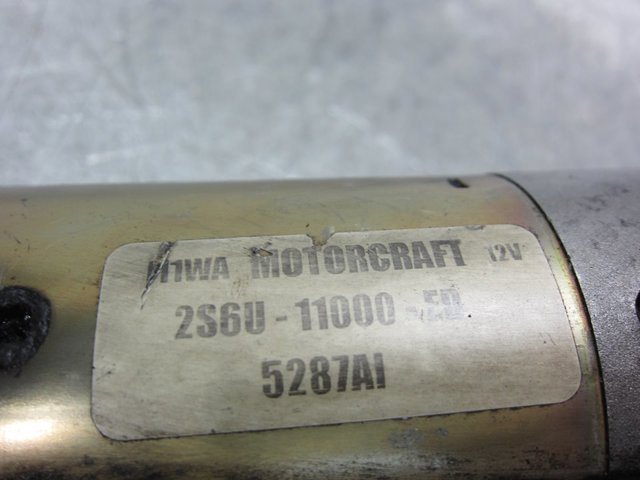 MOTORCRAFT 12V
2S6U - 11000 -
5287AI